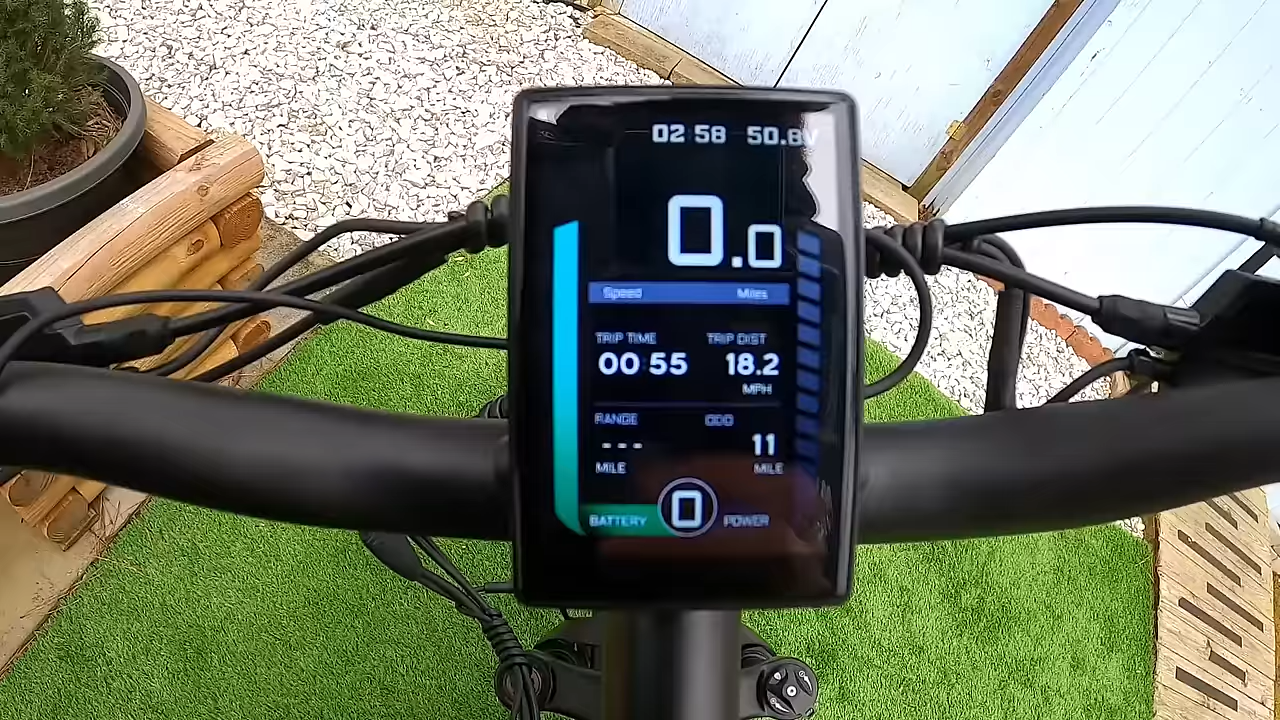 02 58 50.8V
0.0
Speed Miles
TRIP TIME TRIP DIST
00 55 18.2
MPH
RANGE ODO
--- 11
MILE MILE
0
BATTERY POWER